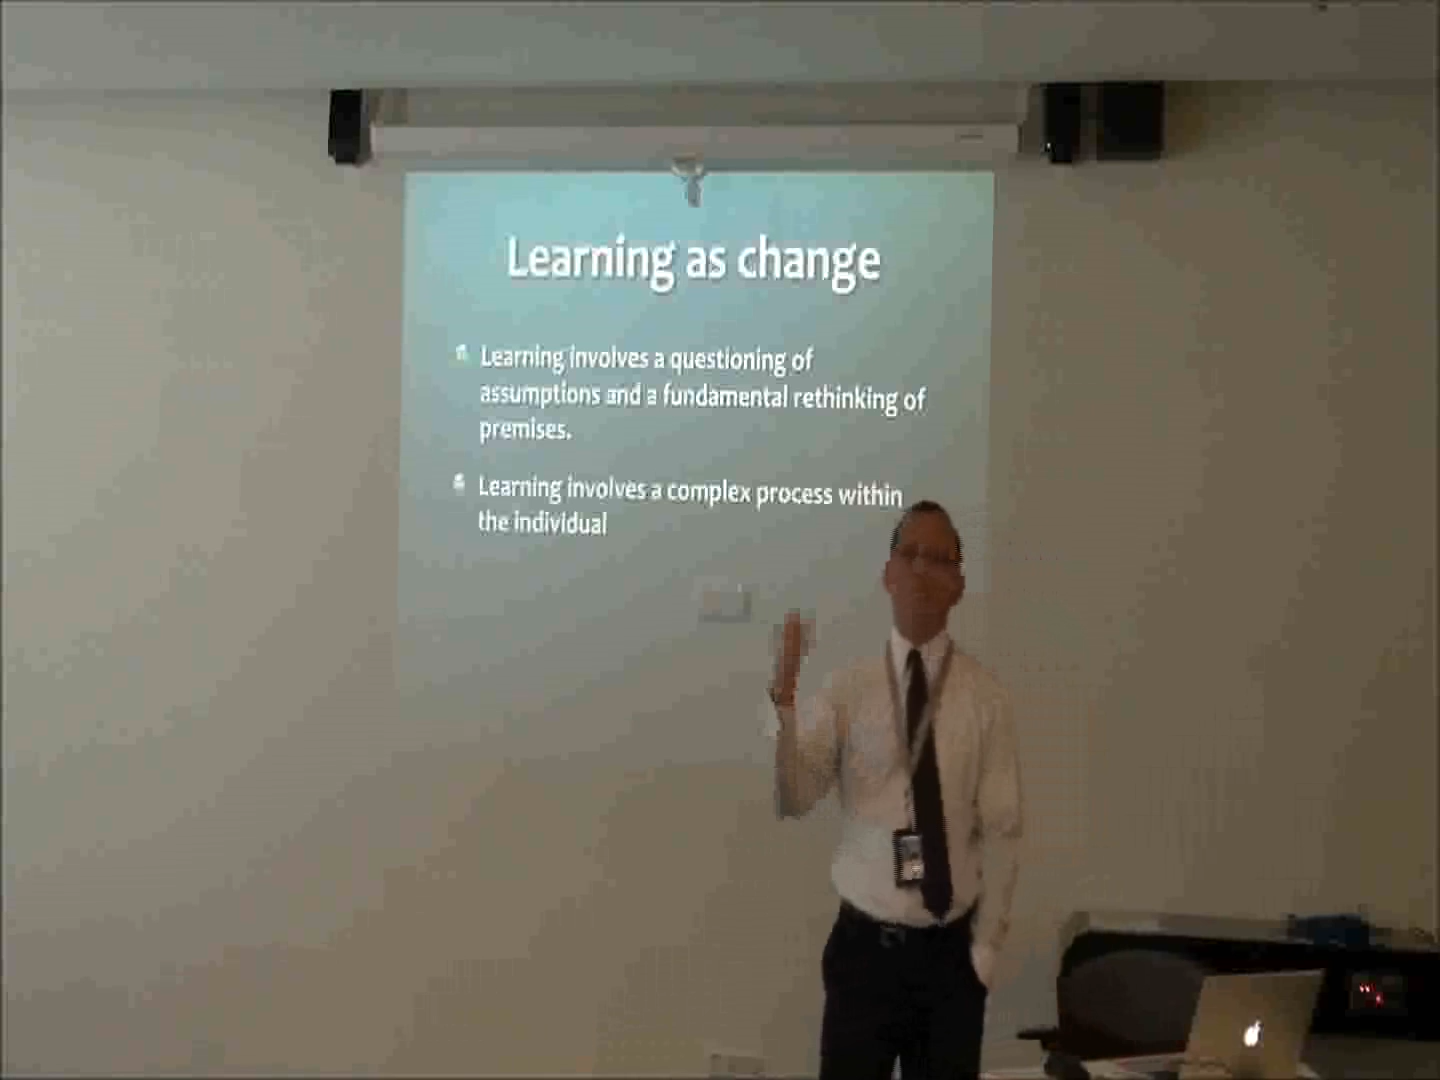 Learning as change
Learning involves a questioning of
assumptions and a fundamental rethinking of
premises.
Learning involves a complex process within
the individual